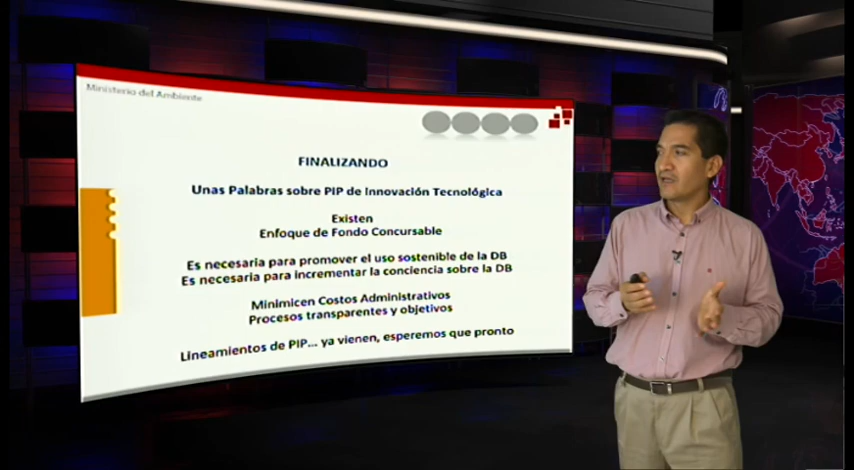 Ministerio del Ambiente
FINALIZANDO
Unas Palabras sobre PIP de Innovación Tecnológica
Existen
Enfoque de Fondo Concursable
Es necesaria para promover el uso sostenible de la DB
Es necesaria para incrementar la conciencia sobre la DB
Minimicen Costos Administrativos
Procesos transparentes y objetivos
Lineamientos de PIP... ya vienen, esperemos que pronto